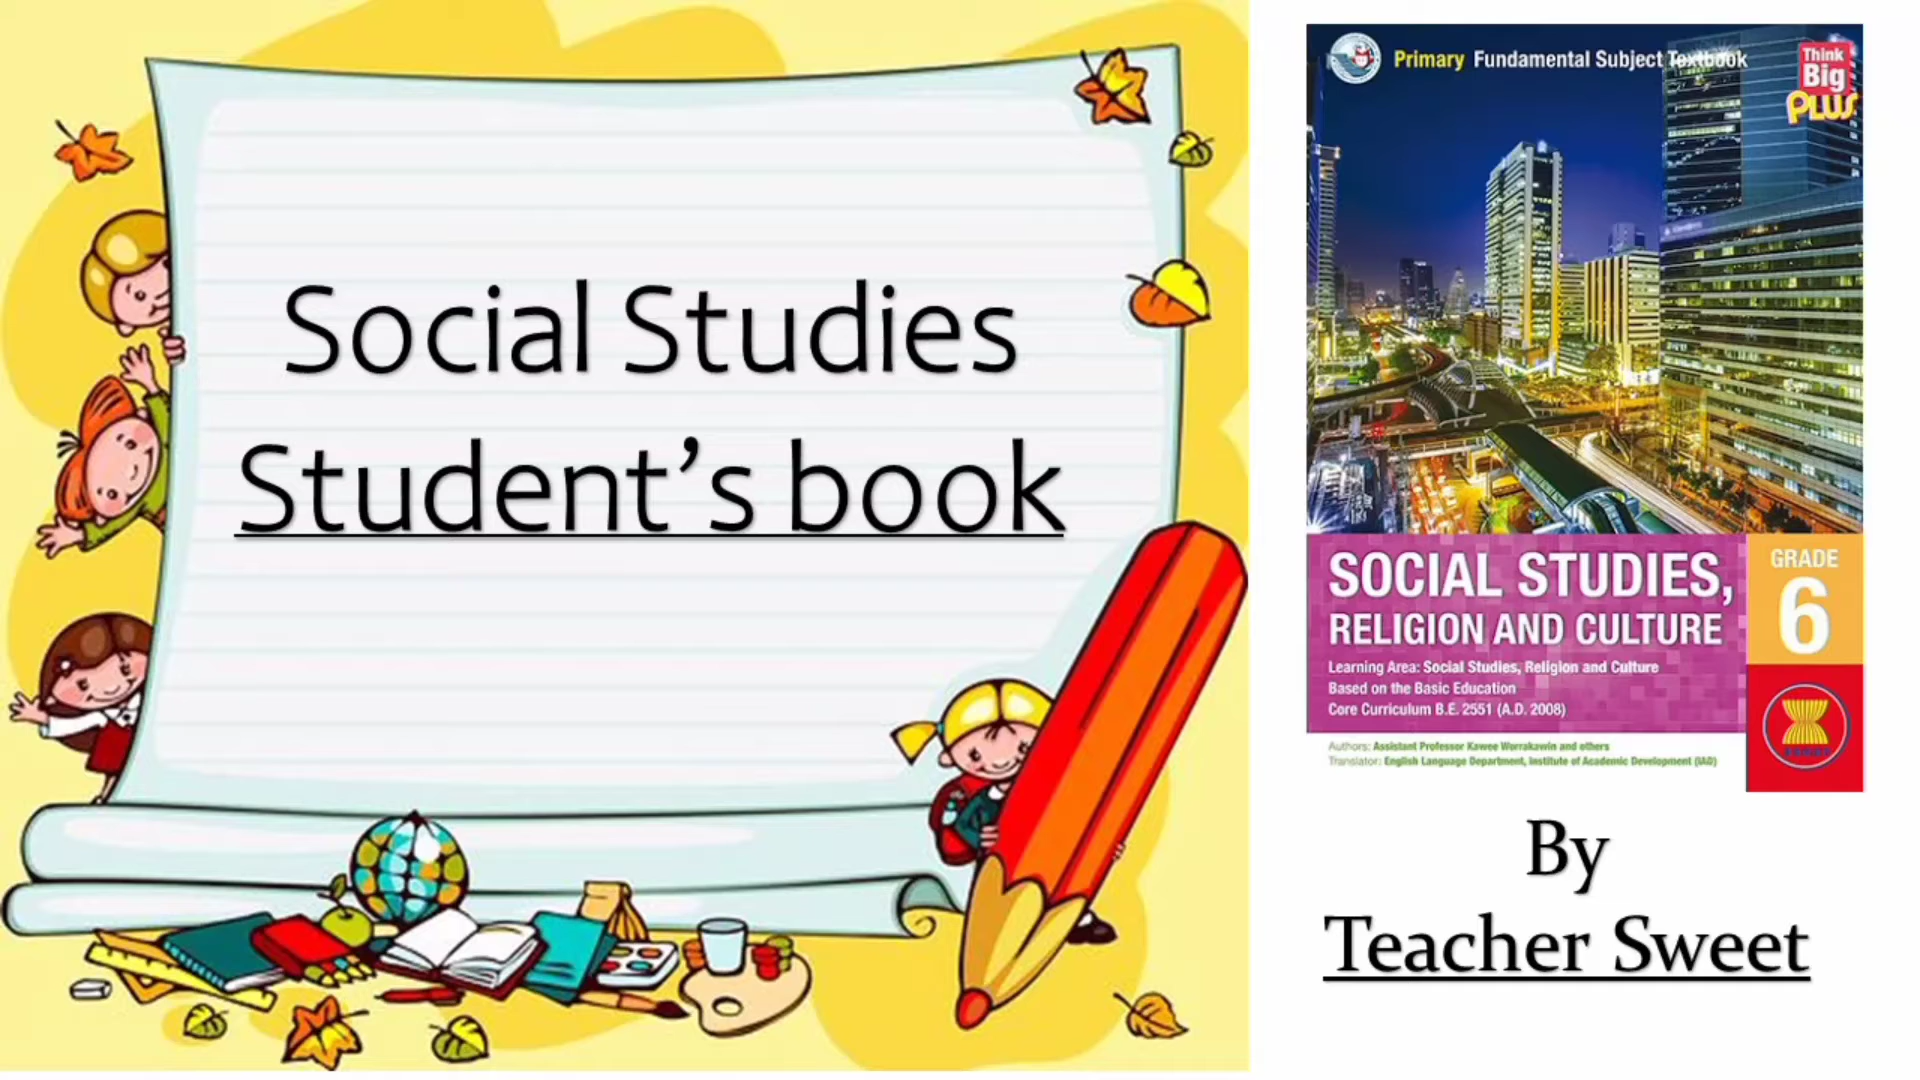 Social Studies
Student’s book
Primary Fundamental Subject Textbook
Think
Big
PLUS
SOCIAL STUDIES,
RELIGION AND CULTURE
GRADE
6
Learning Area: Social Studies, Religion and Culture
Based on the Basic Education
Core Curriculum B.E. 2551 (A.D. 2008)
Authors: Assistant Professor Kawee Worrakawin and others
Translator: English Language Department, Institute of Academic Development (IAD)
By
Teacher Sweet